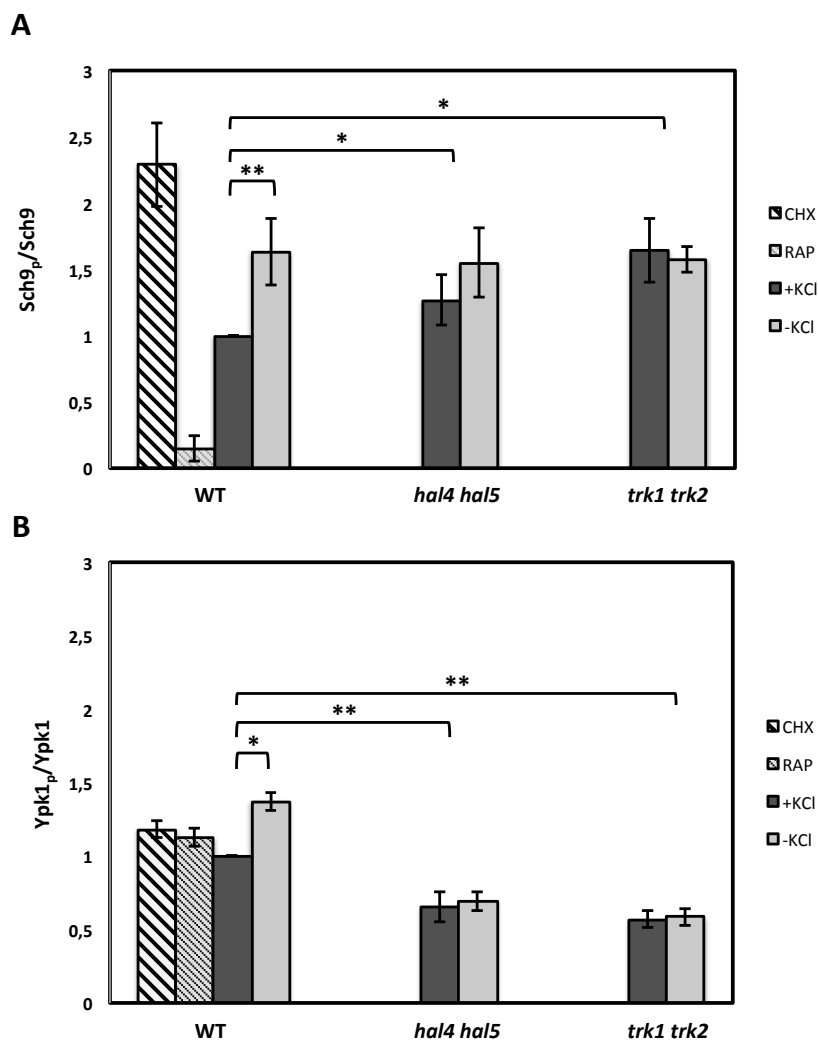 A
3
2,5
2
1,5
1
0,5
0
Sch9p/Sch9
*
*
**
CHX
RAP
+KCl
-KCl
WT
hal4 hal5
trk1 trk2
B
3
2,5
2
1,5
1
0,5
0
Ypk1p/Ypk1
**
**
*
CHX
RAP
+KCl
-KCl
WT
hal4 hal5
trk1 trk2